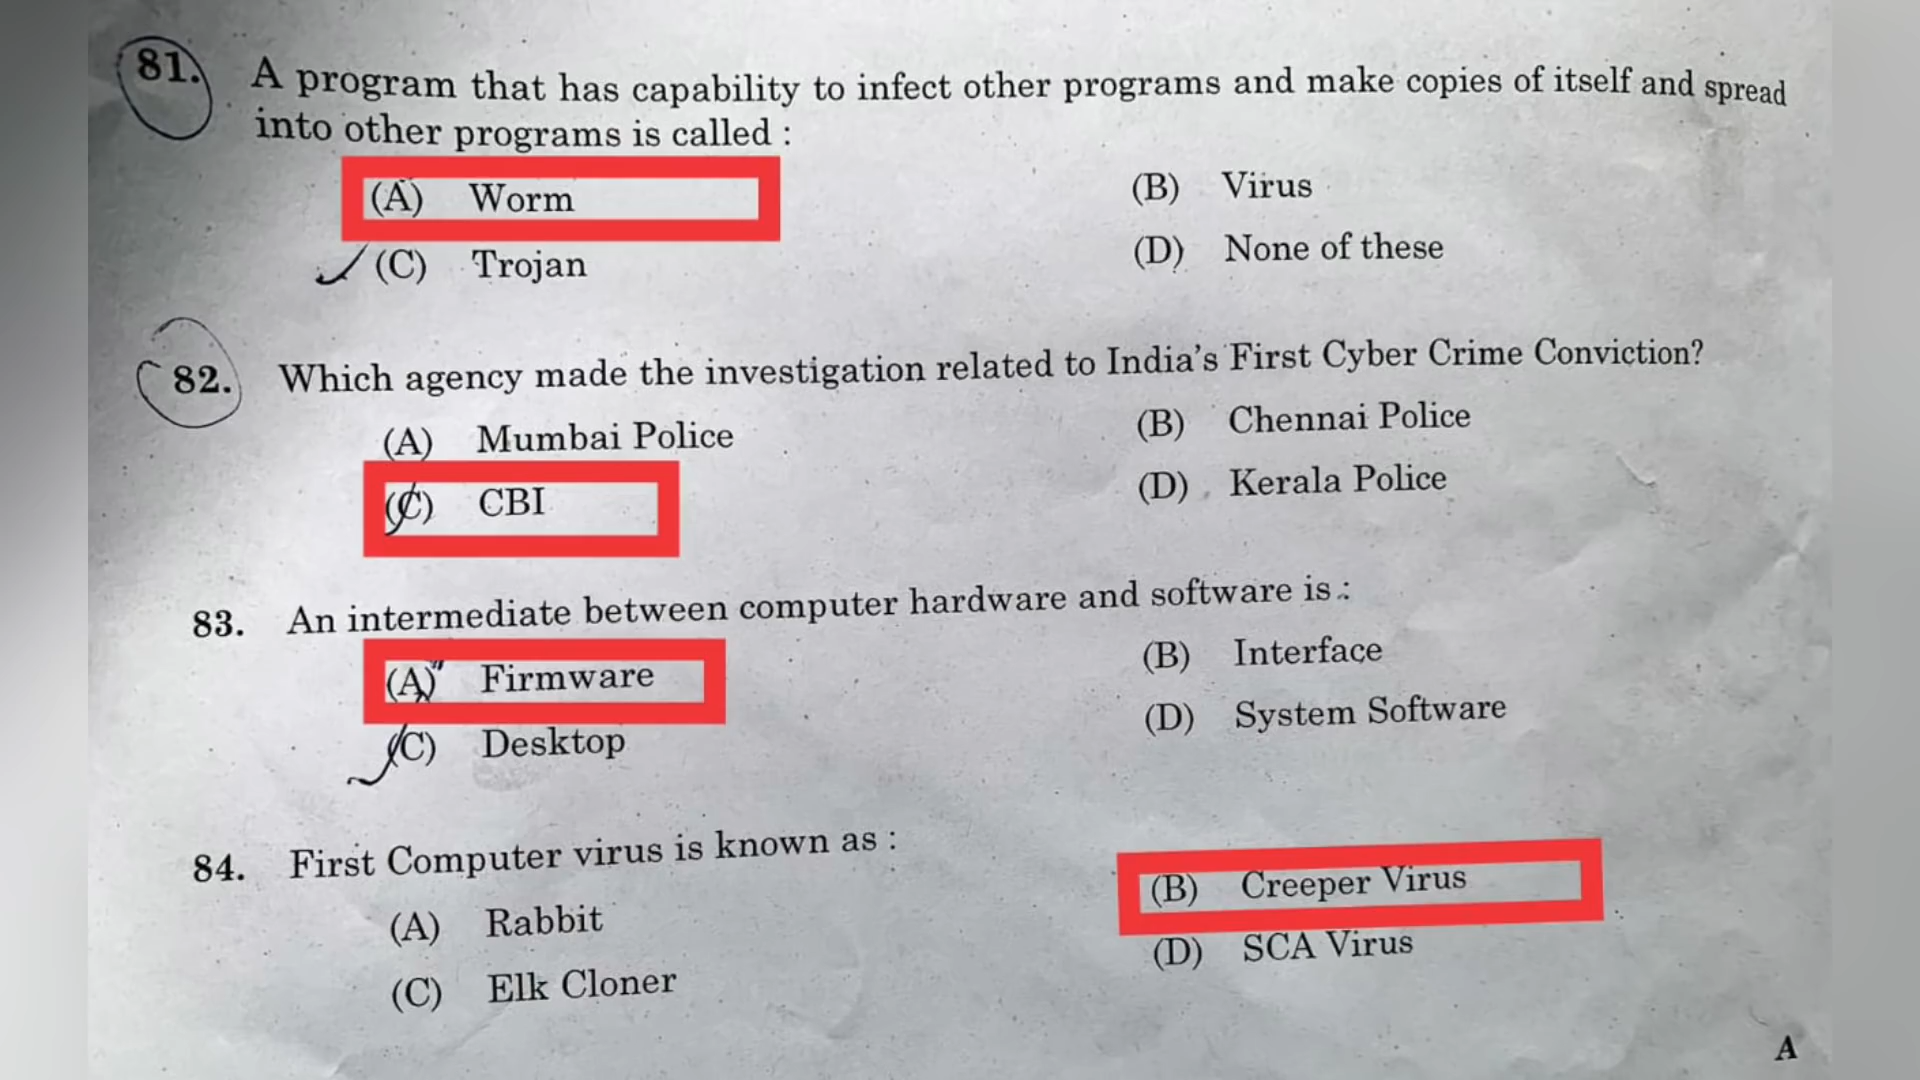 81. A program that has capability to infect other programs and make copies of itself and spread
into other programs is called :
(A) Worm (B) Virus
(C) Trojan (D) None of these
82. Which agency made the investigation related to India's First Cyber Crime Conviction?
(A) Mumbai Police (B) Chennai Police
(C) CBI (D) Kerala Police
83. An intermediate between computer hardware and software is :
(A) Firmware (B) Interface
(C) Desktop (D) System Software
84. First Computer virus is known as :
(A) Rabbit (B) Creeper Virus
(C) Elk Cloner (D) SCA Virus
A